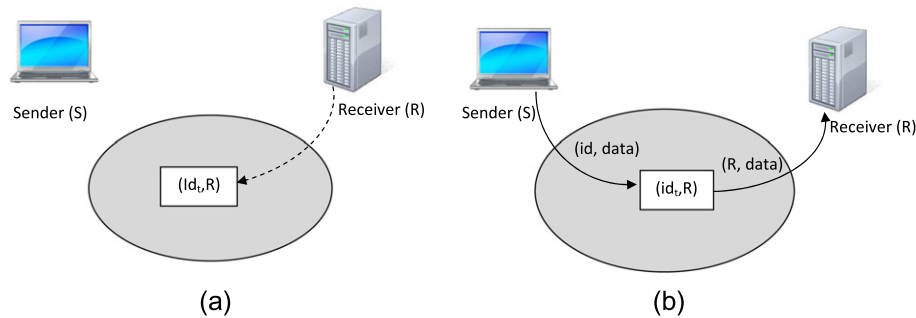 Sender (S)
Receiver (R)
(Id_t,R)
(a)
Sender (S)
Receiver (R)
(id, data)
(R, data)
(id_t,R)
(b)